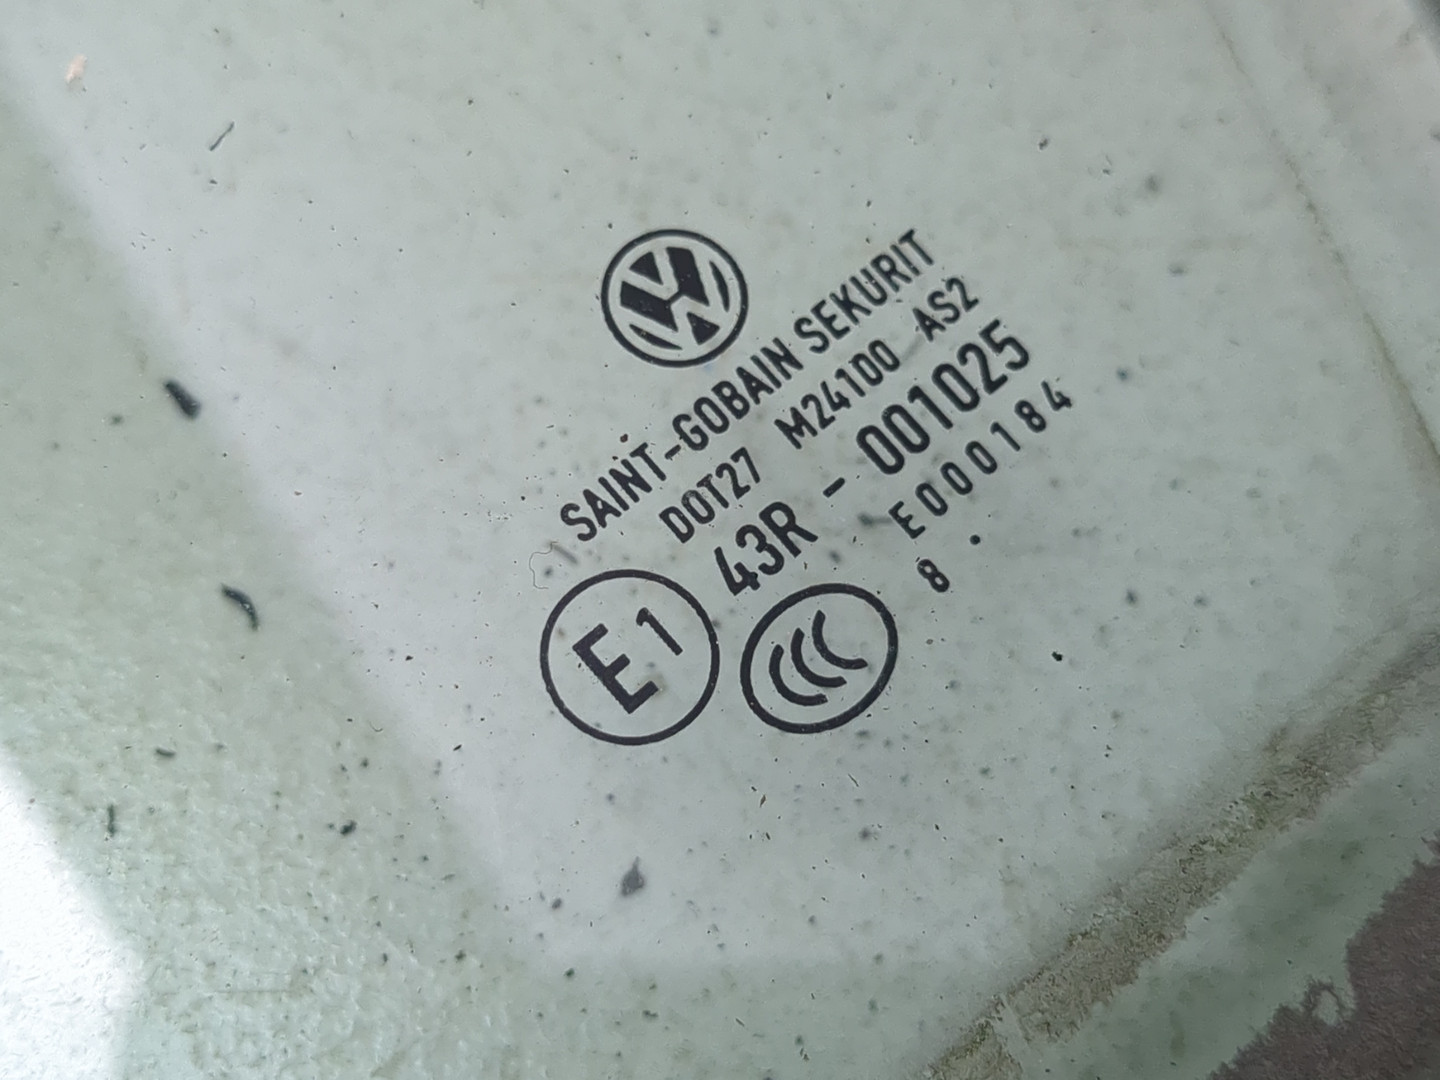 SAINT-GOBAIN SEKURIT
DOT27 M24100 AS2
43R - 001025
E000184
E1
8 .